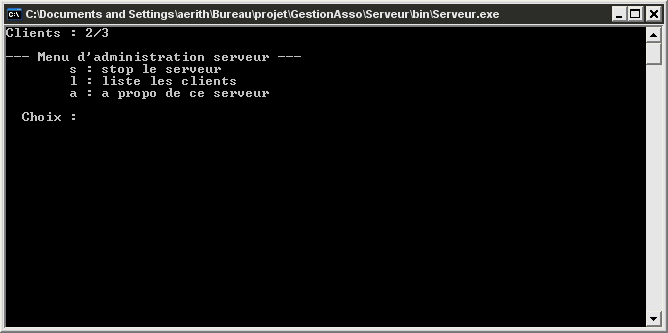 C:\Documents and Settings\aerith\Bureau\projet\GestionAsso\Serveur\bin\Serveur.exe
Clients : 2/3
--- Menu d'administration serveur ---
s : stop le serveur
l : liste les clients
a : a propo de ce serveur
Choix :